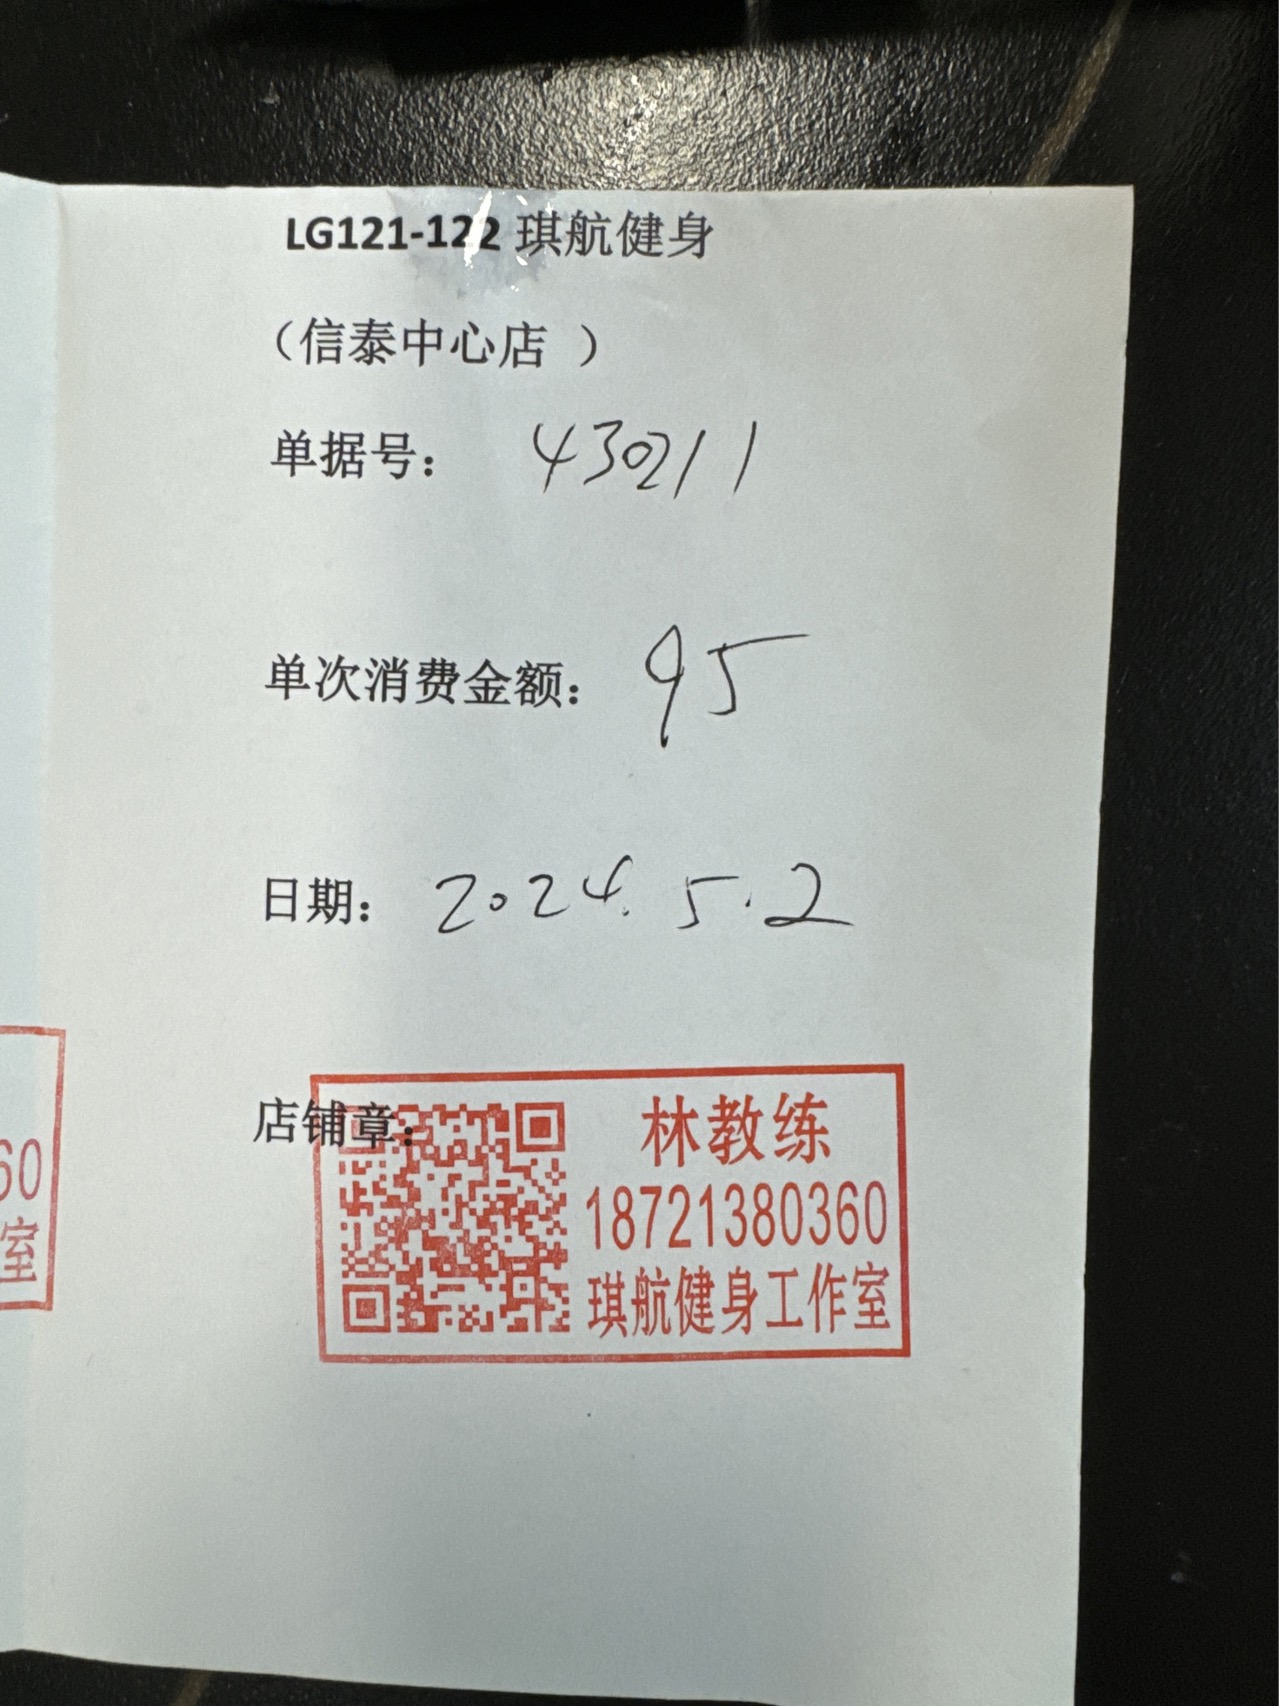 LG121-122 琪航健身
（信泰中心店 ）
单据号： 430211
单次消费金额： 95
日期： 2024.5.2
店铺章：
林教练
18721380360
琪航健身工作室
60
室